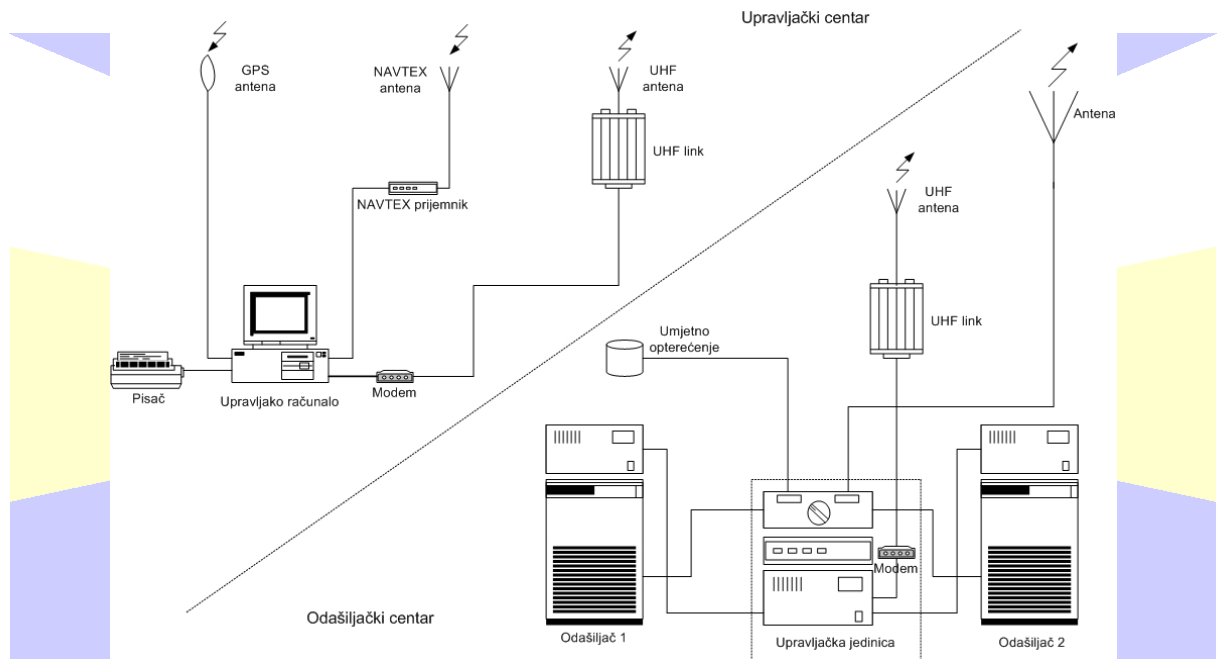 Upravljački centar
GPS
antena
NAVTEX
antena
UHF
antena
Antena
UHF link
NAVTEX prijemnik
UHF
antena
UHF link
Umjetno
opterećenje
Pisač
Upravljako računalo
Modem
Modem
Odašiljački centar
Odašiljač 1
Upravljačka jedinica
Odašiljač 2